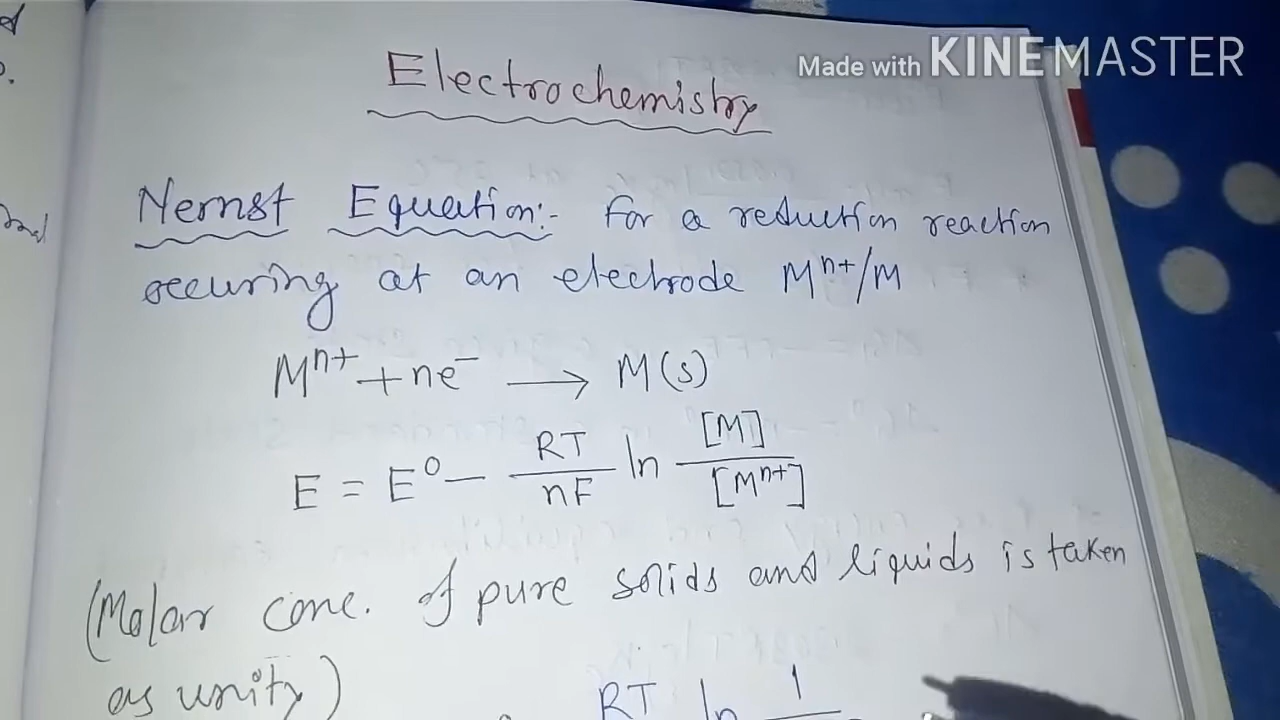 Made with KINEMASTER
Electrochemistry
Nernst Equation:- For a reduction reaction
occuring at an electrode Mⁿ⁺/M
Mⁿ⁺ + ne⁻ ⟶ M(s)
E = E⁰ - RT/nF ln [M]/[Mⁿ⁺]
(Molar conc. of pure solids and liquids is taken
as unity)
RT ln 1